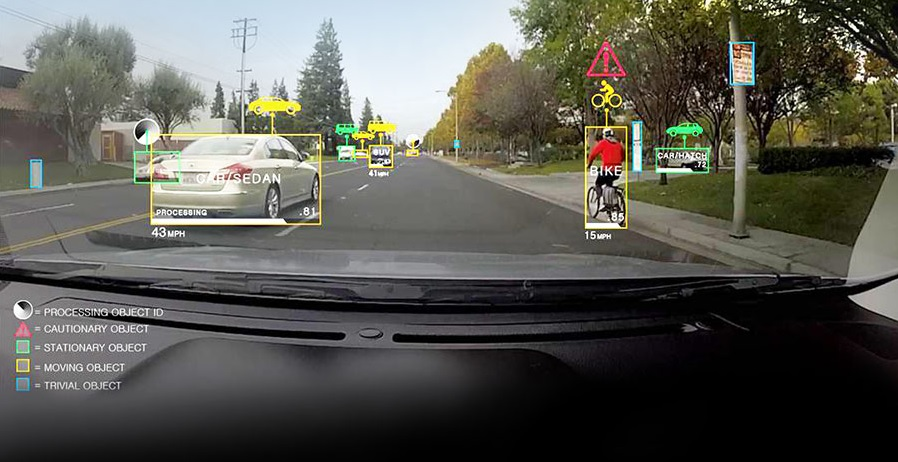 SUV
41MPH
CAR/HATCH
.72
BIKE
.85
15MPH
CAR/SEDAN
PROCESSING
.81
43MPH
= PROCESSING OBJECT ID
= CAUTIONARY OBJECT
= STATIONARY OBJECT
= MOVING OBJECT
= TRIVIAL OBJECT